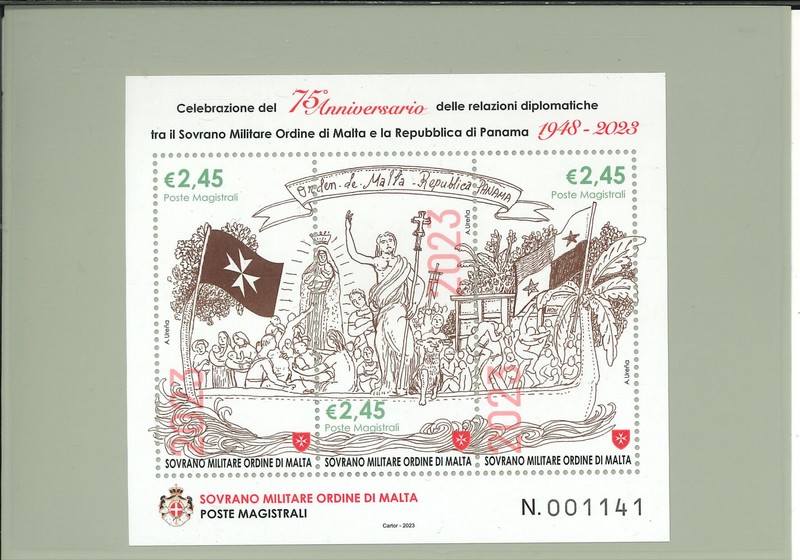 Celebrazione del 75° Anniversario delle relazioni diplomatiche
tra il Sovrano Militare Ordine di Malta e la Repubblica di Panama 1948 - 2023
€2,45
Poste Magistrali
€2,45
Poste Magistrali
Orden-de-Malta-Republica PANAMA
A.Ureña
2023
A.Ureña
A.Ureña
2023
2023
€2,45
Poste Magistrali
SOVRANO MILITARE ORDINE DI MALTA
SOVRANO MILITARE ORDINE DI MALTA
SOVRANO MILITARE ORDINE DI MALTA
SOVRANO MILITARE ORDINE DI MALTA
POSTE MAGISTRALI
N.001141
Cartor - 2023